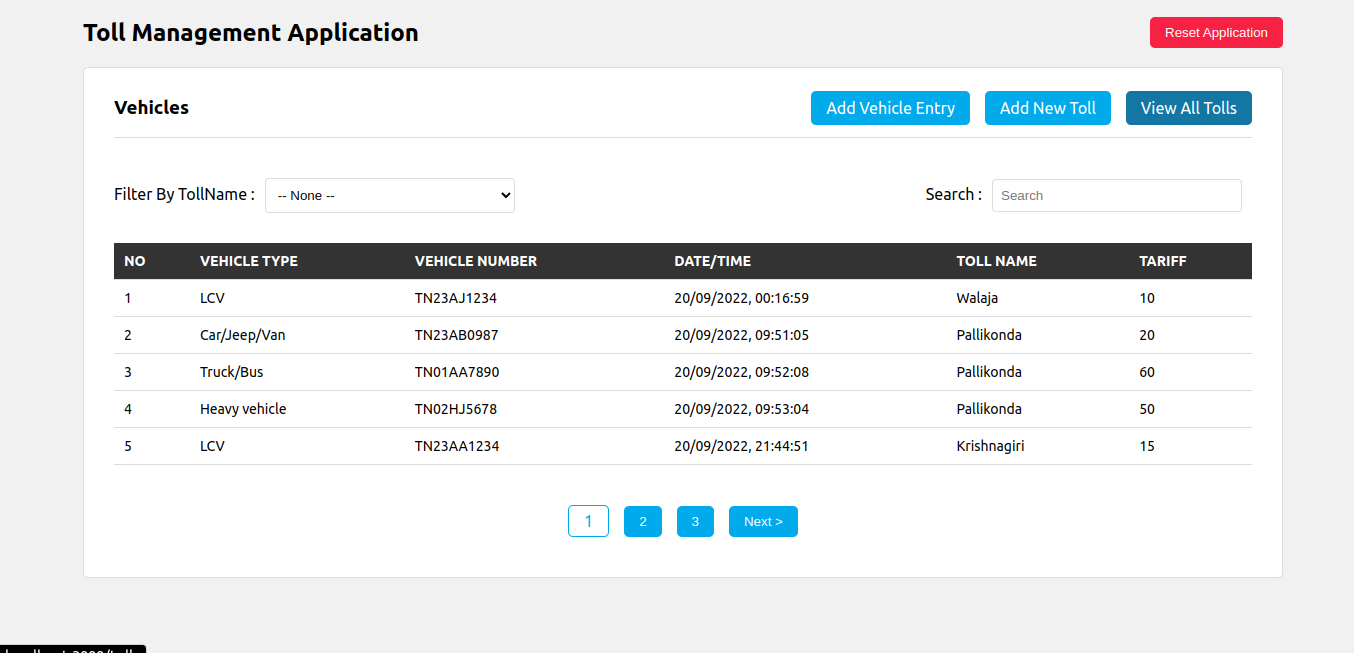 Toll Management Application Reset Application
Vehicles Add Vehicle Entry Add New Toll View All Tolls
Filter By TollName : -- None -- Search : Search
NO VEHICLE TYPE VEHICLE NUMBER DATE/TIME TOLL NAME TARIFF
1 LCV TN23AJ1234 20/09/2022, 00:16:59 Walaja 10
2 Car/Jeep/Van TN23AB0987 20/09/2022, 09:51:05 Pallikonda 20
3 Truck/Bus TN01AA7890 20/09/2022, 09:52:08 Pallikonda 60
4 Heavy vehicle TN02HJ5678 20/09/2022, 09:53:04 Pallikonda 50
5 LCV TN23AA1234 20/09/2022, 21:44:51 Krishnagiri 15
1 2 3 Next >